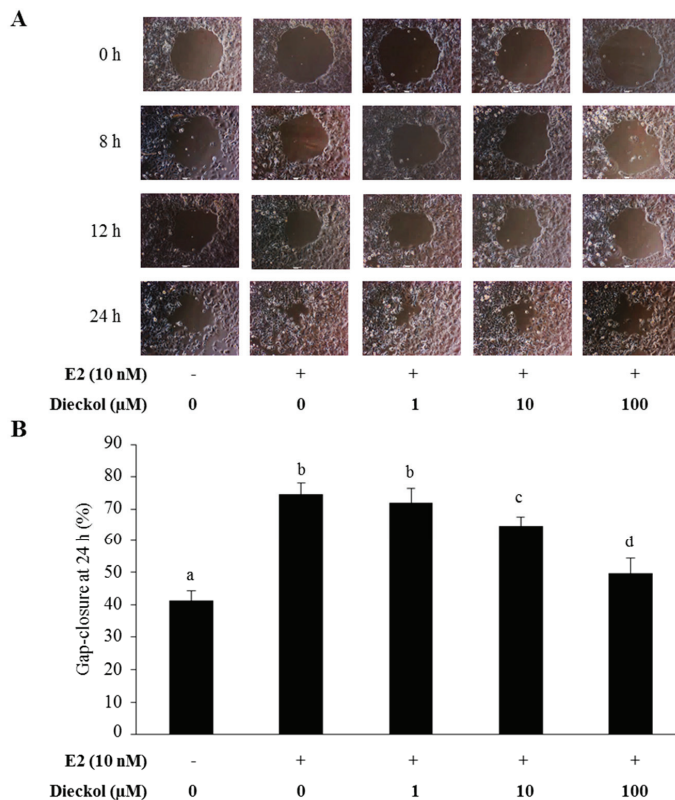 A
0 h
8 h
12 h
24 h
E2 (10 nM) - + + + +
Dieckol (μM) 0 0 1 10 100
B
Gap-closure at 24 h (%)
90
80
70
60
50
40
30
20
10
0
a b b c d
E2 (10 nM) - + + + +
Dieckol (μM) 0 0 1 10 100